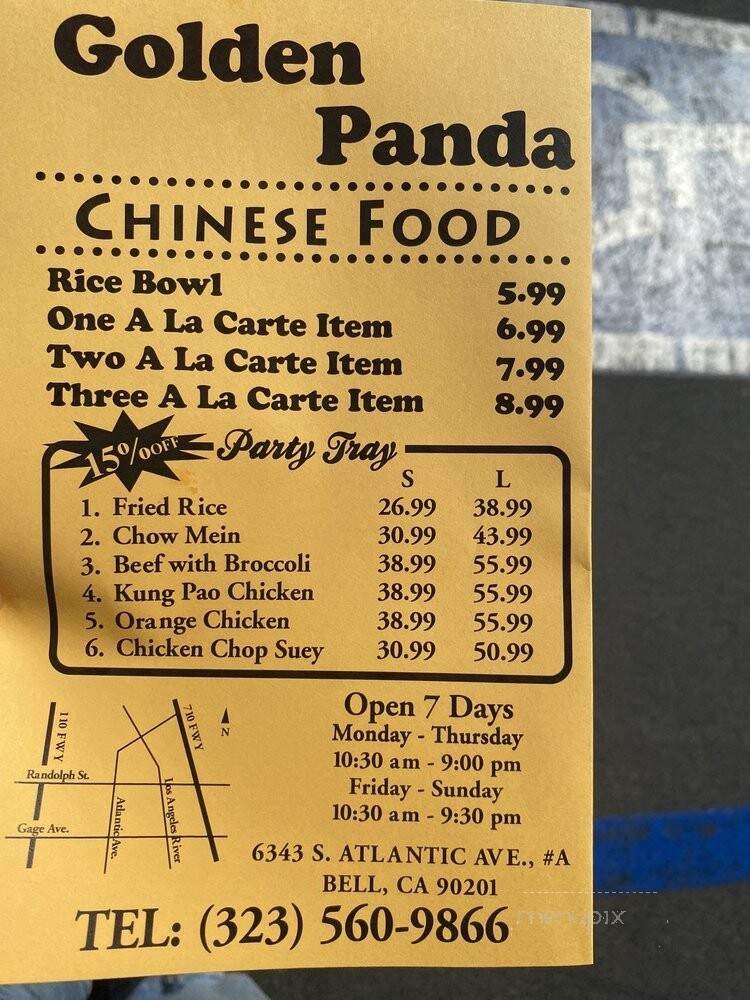 Golden
Panda
CHINESE FOOD
Rice Bowl 5.99
One A La Carte Item 6.99
Two A La Carte Item 7.99
Three A La Carte Item 8.99
15% OFF Party Tray
S L
1. Fried Rice 26.99 38.99
2. Chow Mein 30.99 43.99
3. Beef with Broccoli 38.99 55.99
4. Kung Pao Chicken 38.99 55.99
5. Orange Chicken 38.99 55.99
6. Chicken Chop Suey 30.99 50.99
110 FWY
710 FWY
N
Randolph St.
Gage Ave.
Atlantic Ave.
Los Angeles River
Open 7 Days
Monday - Thursday
10:30 am - 9:00 pm
Friday - Sunday
10:30 am - 9:30 pm
6343 S. ATLANTIC AVE., #A
BELL, CA 90201
TEL: (323) 560-9866
menupix